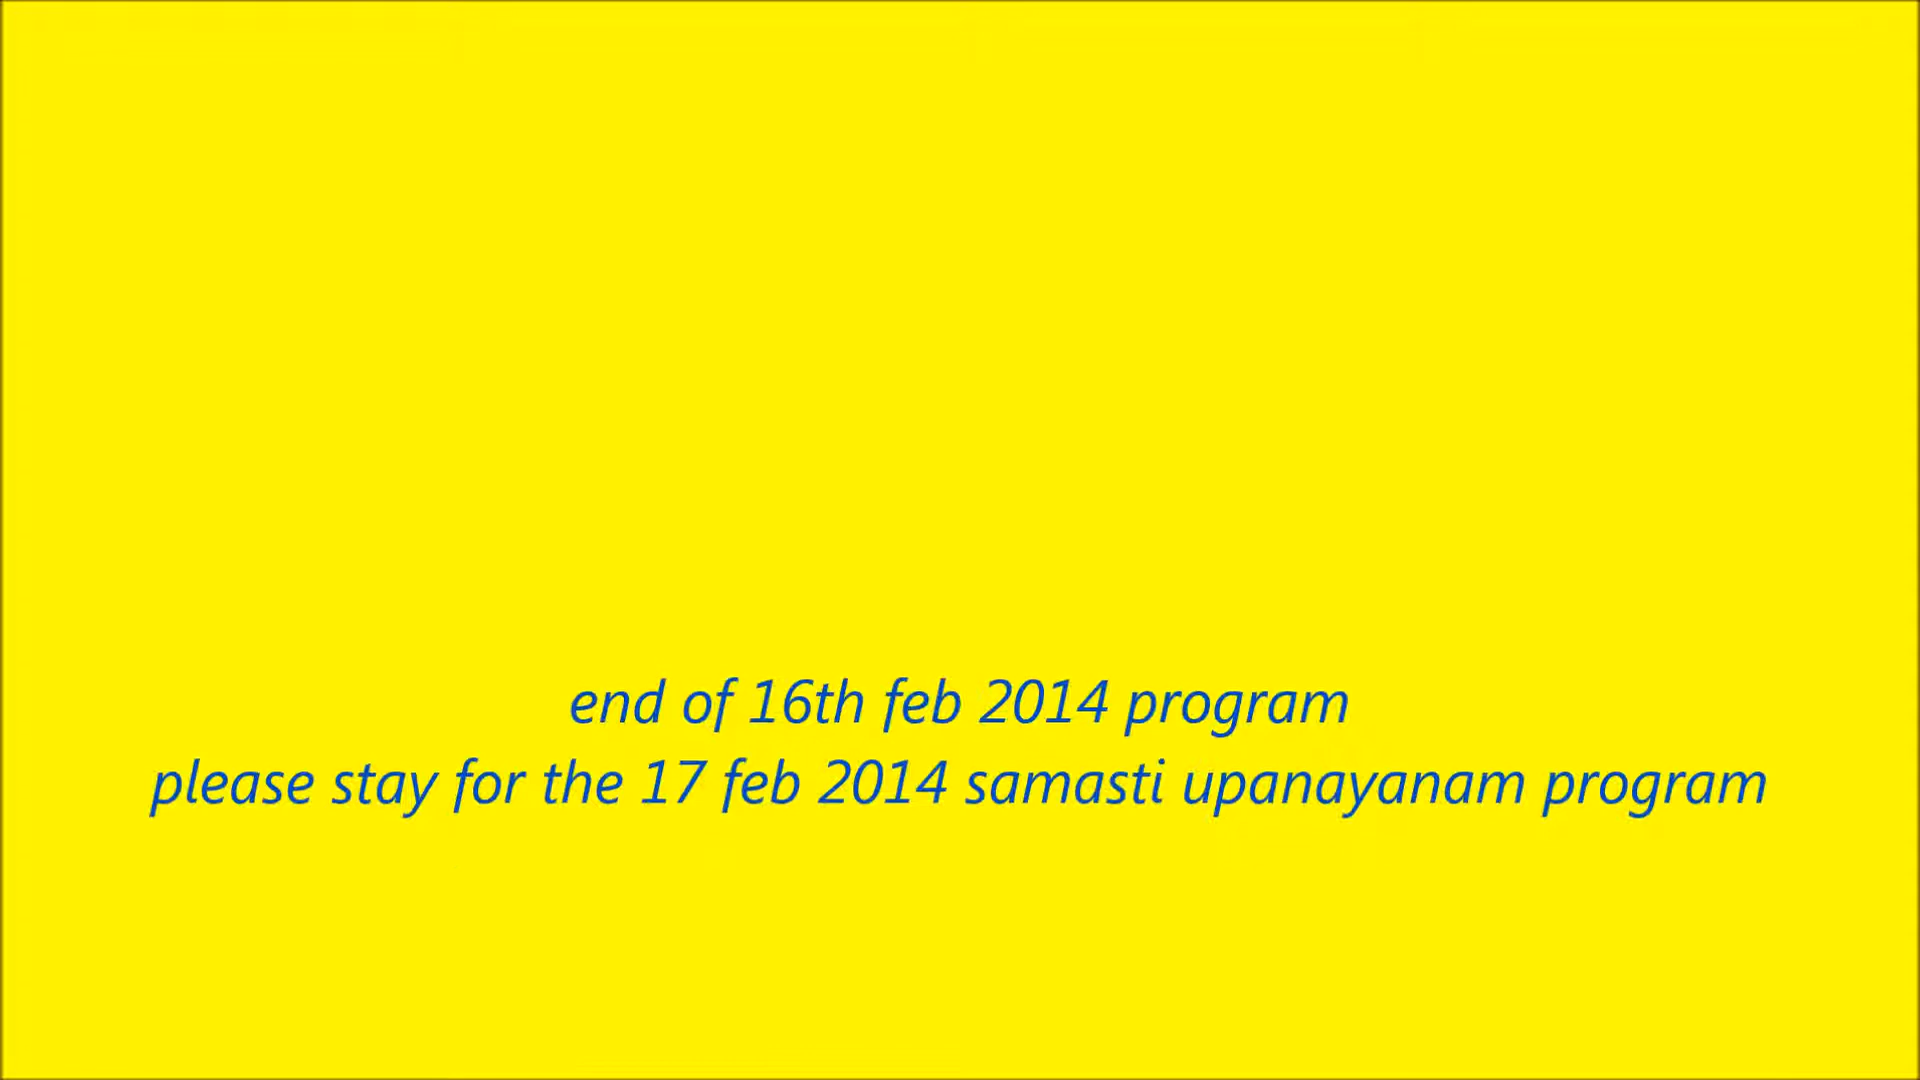 end of 16th feb 2014 program
please stay for the 17 feb 2014 samasti upanayanam program